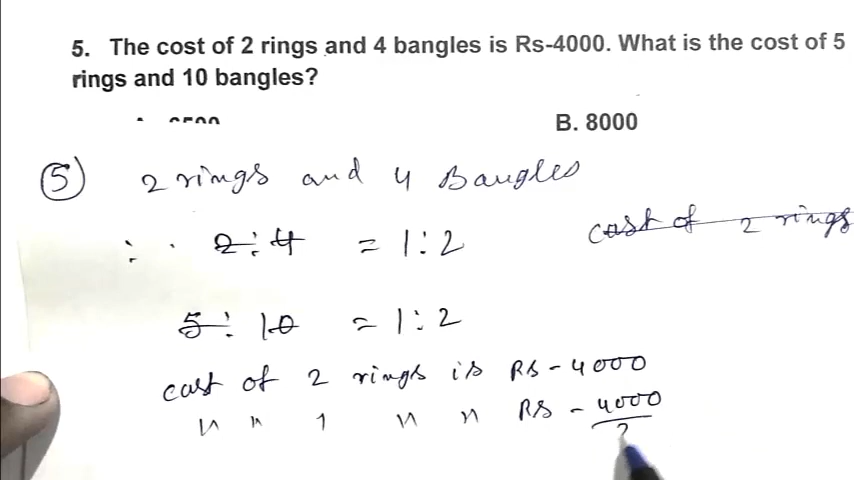 5. The cost of 2 rings and 4 bangles is Rs-4000. What is the cost of 5
rings and 10 bangles?
B. 8000
5 2 rings and 4 Bangles
2:4 = 1:2
cost of 2 rings
5:10 = 1:2
cost of 2 rings is RS-4000
" " 1 " " RS-4000/2